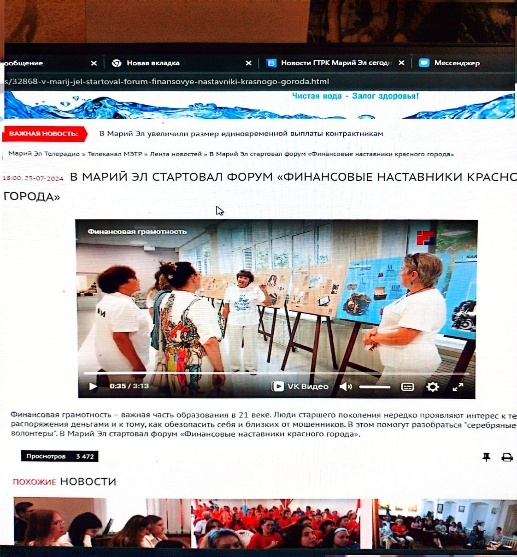 ообщение
Новая вкладка
Новости ГТРК Марий Эл сегод
Мессенджер
s/32868-v-marij-jel-startoval-forum-finansovye-nastavniki-krasnogo-goroda.html
Чистая вода - Залог здоровья!
ВАЖНАЯ НОВОСТЬ: В Марий Эл увеличили размер единовременной выплаты контрактникам
Марий Эл Телерадио » Телеканал МЭТР » Лента новостей » В Марий Эл стартовал форум «Финансовые наставники красного города»
18:00, 25-07-2024 В МАРИЙ ЭЛ СТАРТОВАЛ ФОРУМ «ФИНАНСОВЫЕ НАСТАВНИКИ КРАСНО
ГОРОДА»
Финансовая грамотность
0:35 / 3:13
VK Видео
Финансовая грамотность – важная часть образования в 21 веке. Люди старшего поколения нередко проявляют интерес к те
распоряжения деньгами и к тому, как обезопасить себя и близких от мошенников. В этом помогут разобраться "серебряные
волонтеры". В Марий Эл стартовал форум «Финансовые наставники красного города».
Просмотров 3 472
ПОХОЖИЕ НОВОСТИ